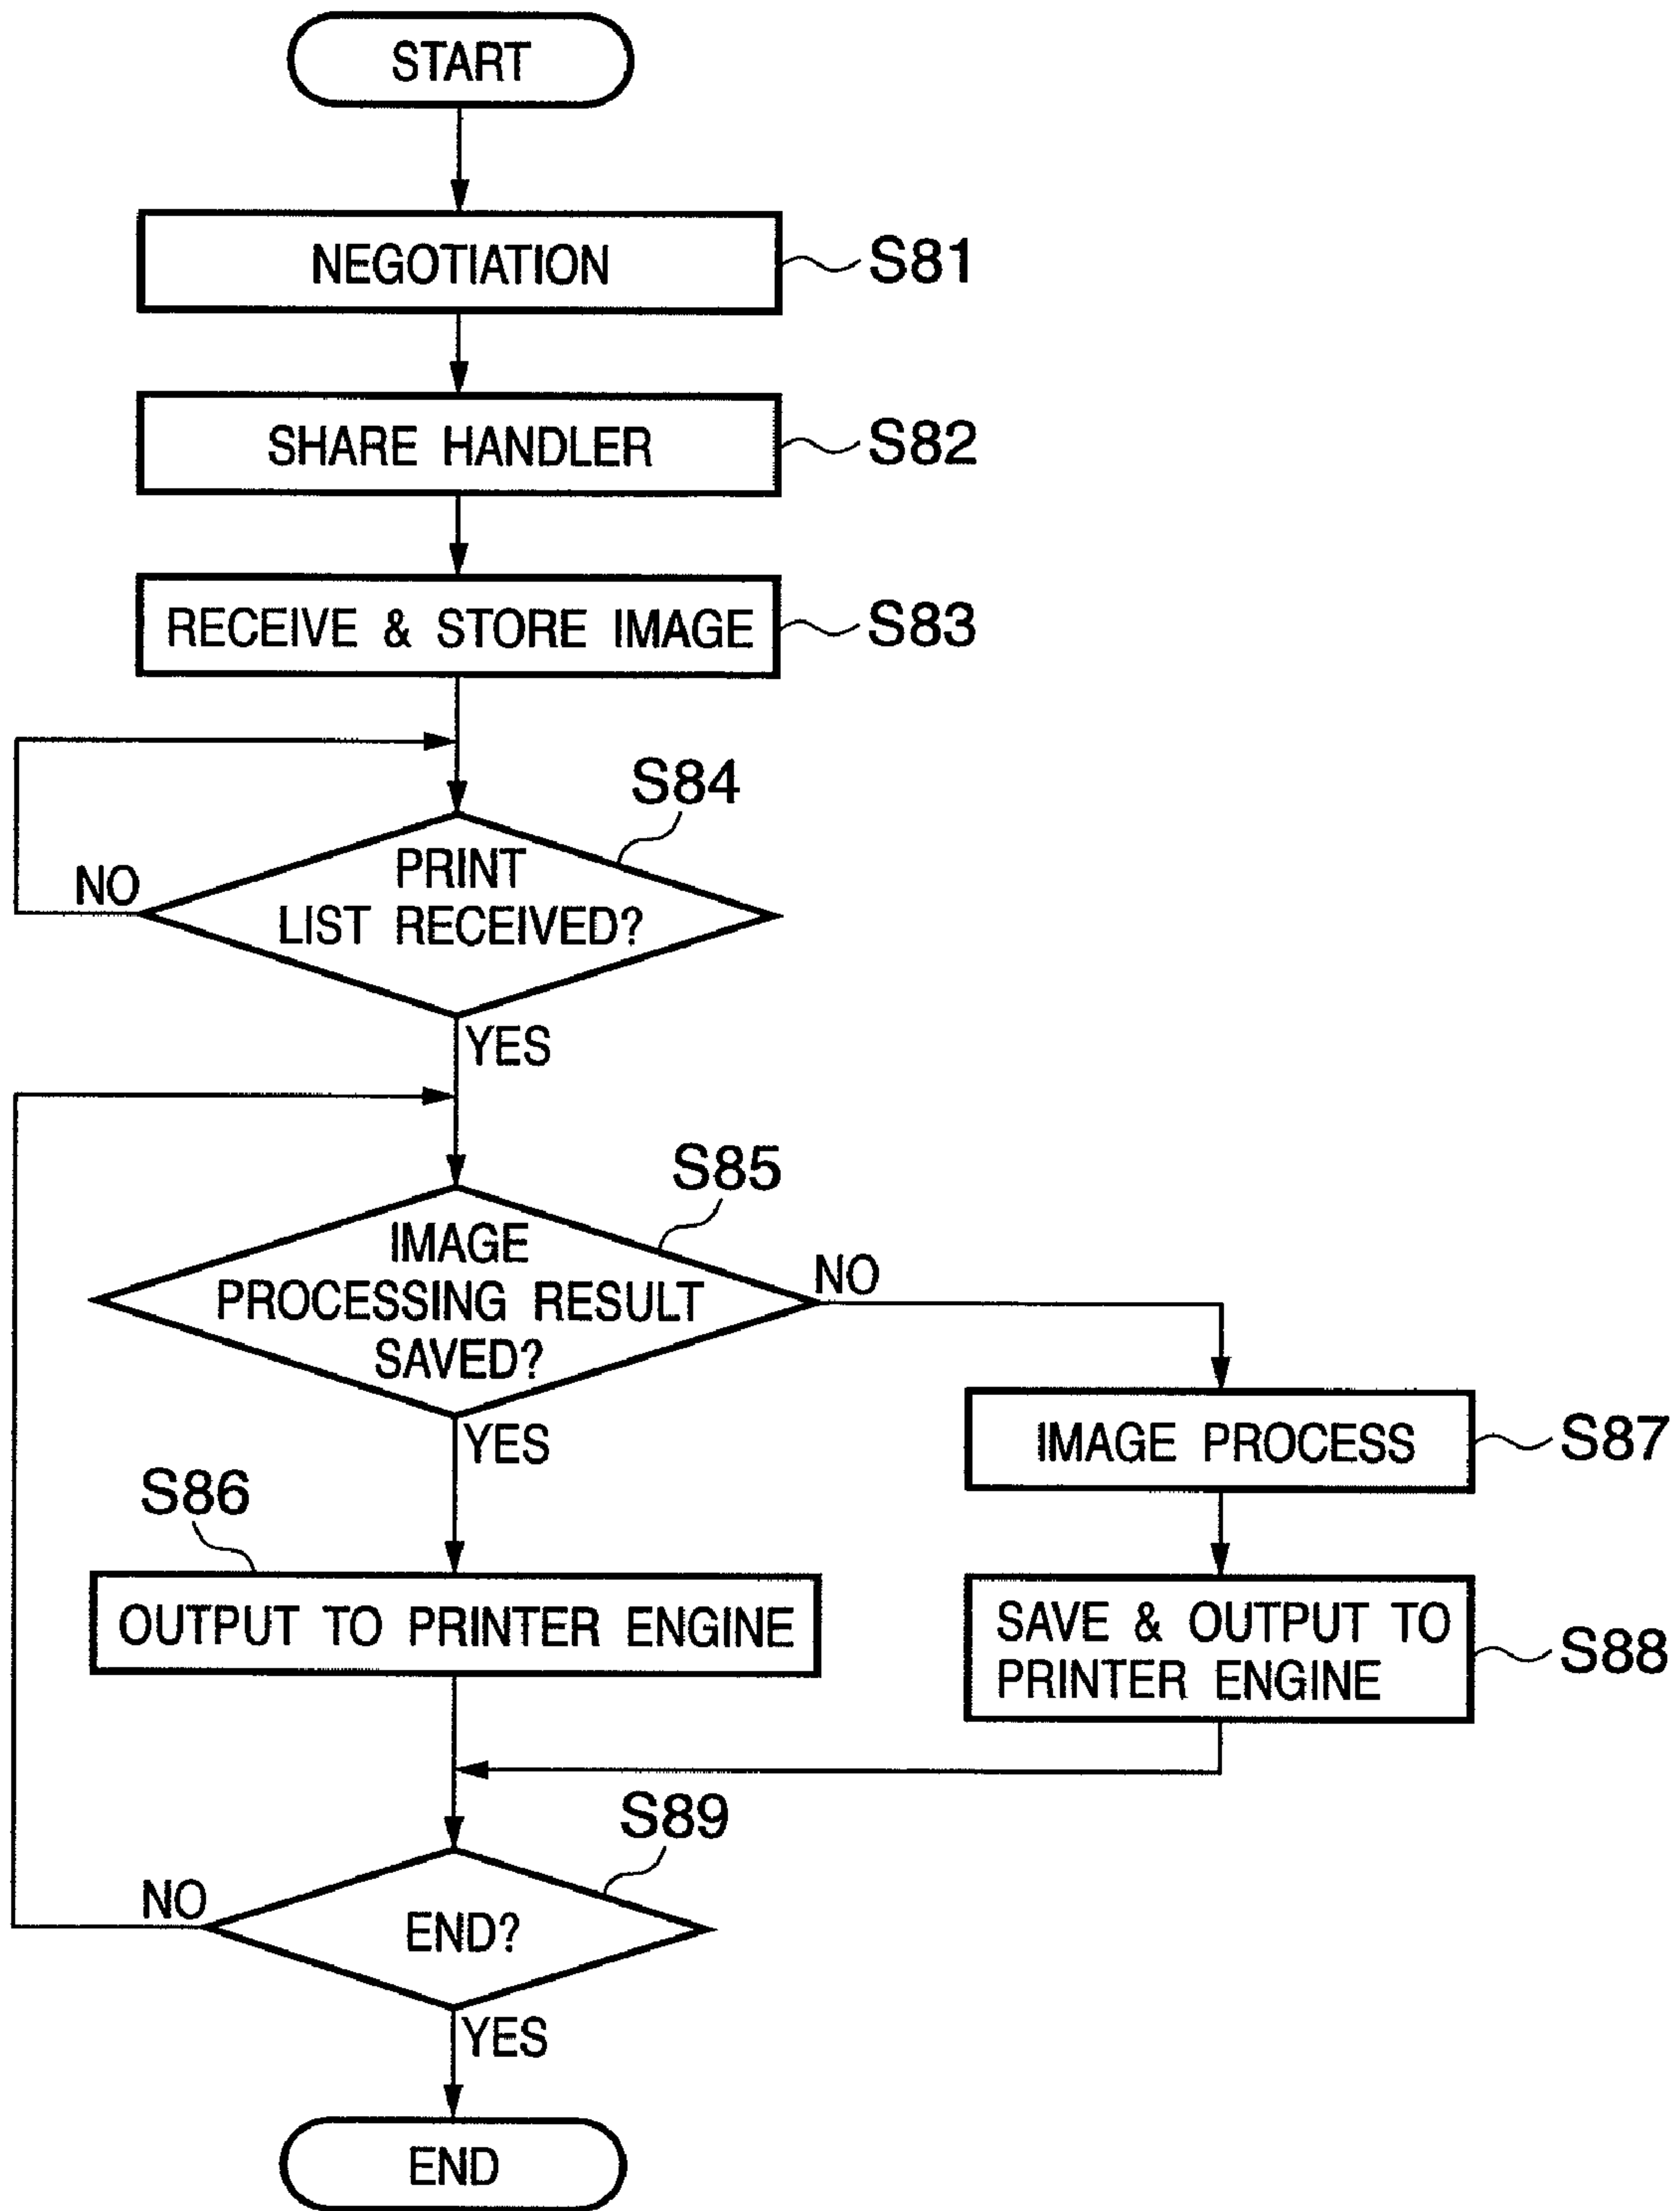 START
NEGOTIATION
S81
SHARE HANDLER
S82
RECEIVE & STORE IMAGE
S83
S84
PRINT
LIST RECEIVED?
NO
YES
S85
IMAGE
PROCESSING RESULT
SAVED?
NO
YES
IMAGE PROCESS
S87
S86
OUTPUT TO PRINTER ENGINE
SAVE & OUTPUT TO
PRINTER ENGINE
S88
S89
END?
NO
YES
END